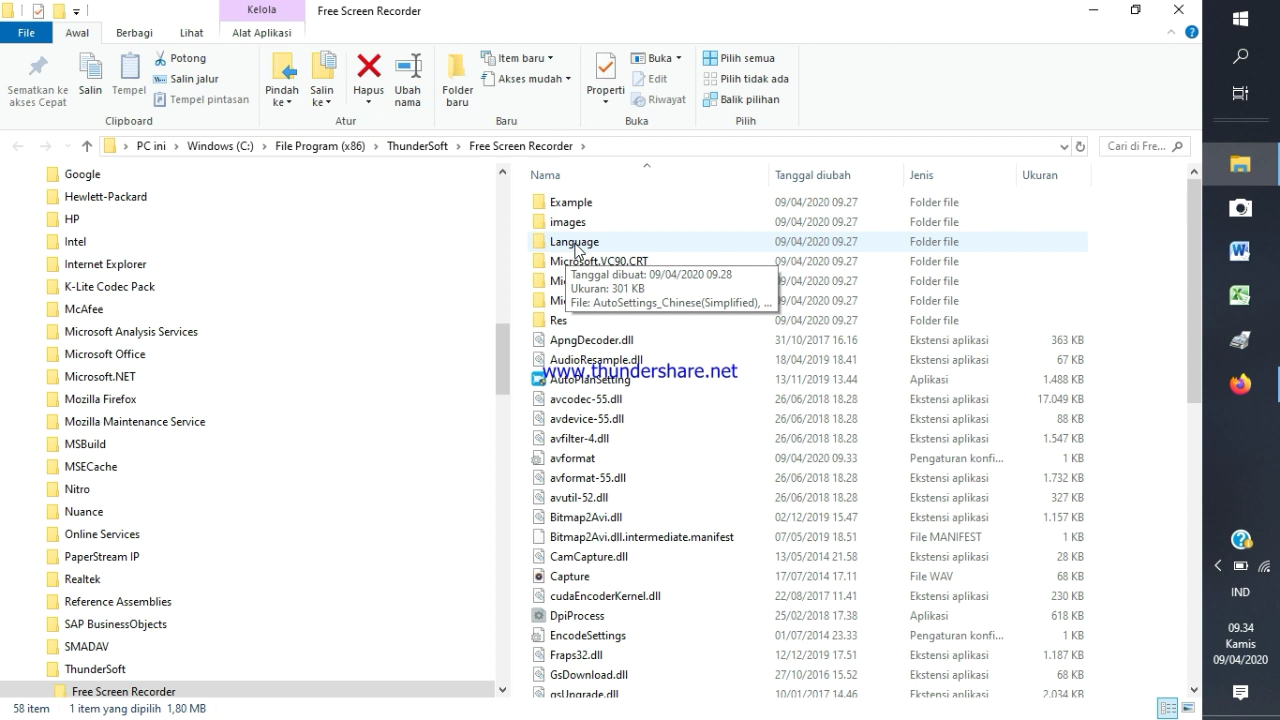 Kelola
Free Screen Recorder
File
Awal
Berbagi
Lihat
Alat Aplikasi
Sematkan ke akses Cepat
Salin
Tempel
Potong
Salin jalur
Tempel pintasan
Clipboard
Pindah ke
Salin ke
Hapus
Ubah nama
Atur
Folder baru
Item baru
Akses mudah
Baru
Properti
Buka
Edit
Riwayat
Buka
Pilih semua
Pilih tidak ada
Balik pilihan
Pilih
PC ini > Windows (C:) > File Program (x86) > ThunderSoft > Free Screen Recorder >
Cari di Fre...
Google
Hewlett-Packard
HP
Intel
Internet Explorer
K-Lite Codec Pack
McAfee
Microsoft Analysis Services
Microsoft Office
Microsoft.NET
Mozilla Firefox
Mozilla Maintenance Service
MSBuild
MSECache
Nitro
Nuance
Online Services
PaperStream IP
Realtek
Reference Assemblies
SAP BusinessObjects
SMADAV
ThunderSoft
Free Screen Recorder
Nama Tanggal diubah Jenis Ukuran
Example 09/04/2020 09.27 Folder file
images 09/04/2020 09.27 Folder file
Language 09/04/2020 09.27 Folder file
Microsoft.VC90.CRT 09/04/2020 09.27 Folder file
Tanggal dibuat: 09/04/2020 09.28
Ukuran: 301 KB
File: AutoSettings_Chinese(Simplified), ...
09/04/2020 09.27 Folder file
09/04/2020 09.27 Folder file
Res 09/04/2020 09.27 Folder file
ApngDecoder.dll 31/10/2017 16.16 Ekstensi aplikasi 363 KB
AudioResample.dll 18/04/2019 18.41 Ekstensi aplikasi 67 KB
www.thundershare.net
AutoPlanSetting 13/11/2019 13.44 Aplikasi 1.488 KB
avcodec-55.dll 26/06/2018 18.28 Ekstensi aplikasi 17.049 KB
avdevice-55.dll 26/06/2018 18.28 Ekstensi aplikasi 88 KB
avfilter-4.dll 26/06/2018 18.28 Ekstensi aplikasi 1.547 KB
avformat 09/04/2020 09.33 Pengaturan konfi... 1 KB
avformat-55.dll 26/06/2018 18.28 Ekstensi aplikasi 1.732 KB
avutil-52.dll 26/06/2018 18.28 Ekstensi aplikasi 327 KB
Bitmap2Avi.dll 02/12/2019 15.47 Ekstensi aplikasi 1.157 KB
Bitmap2Avi.dll.intermediate.manifest 07/05/2019 18.51 File MANIFEST 1 KB
CamCapture.dll 13/05/2014 21.58 Ekstensi aplikasi 28 KB
Capture 17/07/2014 17.11 File WAV 68 KB
cudaEncoderKernel.dll 22/08/2017 11.41 Ekstensi aplikasi 230 KB
DpiProcess 25/02/2018 17.38 Aplikasi 618 KB
EncodeSettings 01/07/2014 23.33 Pengaturan konfi... 1 KB
Fraps32.dll 12/12/2019 17.51 Ekstensi aplikasi 1.187 KB
GsDownload.dll 27/10/2016 15.52 Ekstensi aplikasi 68 KB
gsUpgrade.dll 10/01/2017 14.46 Ekstensi aplikasi 2.034 KB
58 item 1 item yang dipilih 1,80 MB
IND
09.34
Kamis
09/04/2020